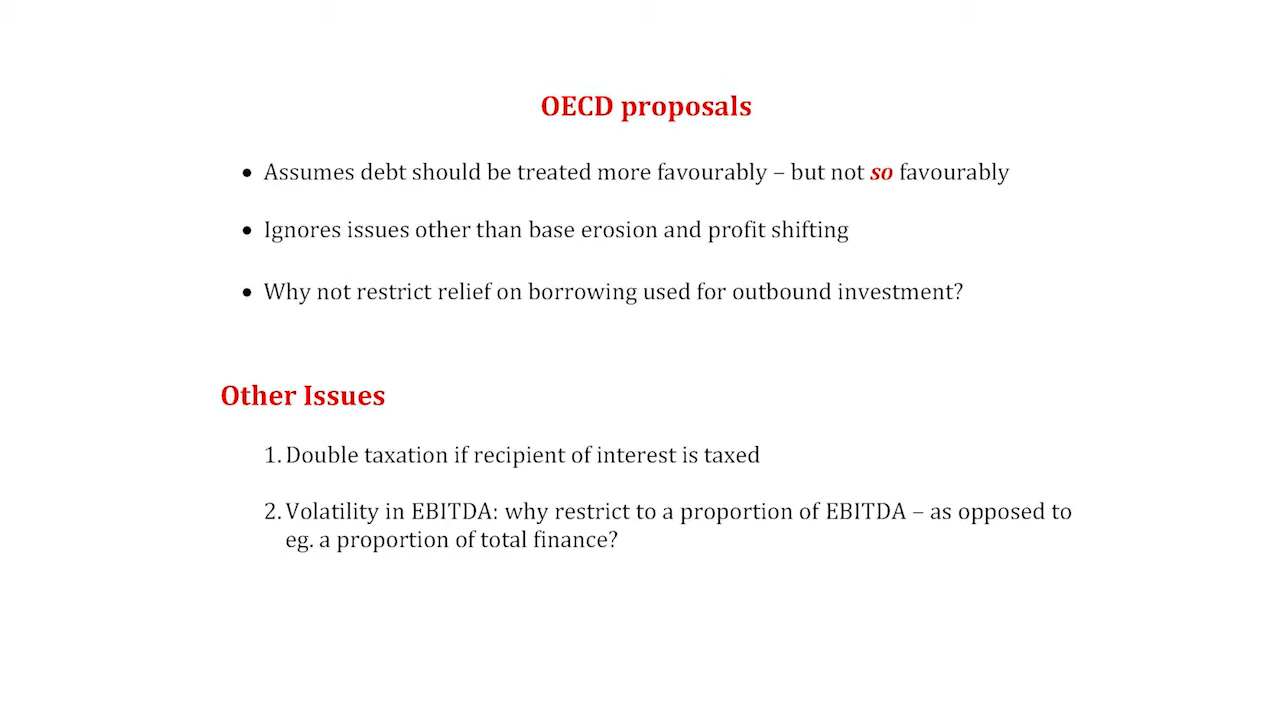 OECD proposals
• Assumes debt should be treated more favourably – but not so favourably
• Ignores issues other than base erosion and profit shifting
• Why not restrict relief on borrowing used for outbound investment?
Other Issues
1. Double taxation if recipient of interest is taxed
2. Volatility in EBITDA: why restrict to a proportion of EBITDA – as opposed to
eg. a proportion of total finance?